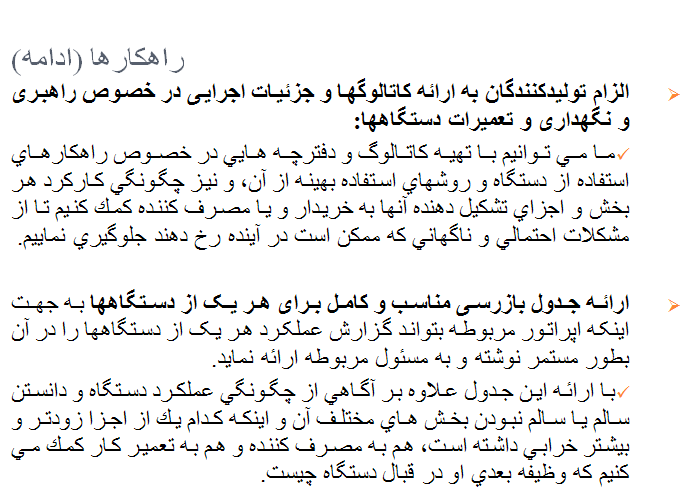 راهکارها (ادامه)
الزام تولیدکنندگان به ارائه کاتالوگها و جزئیات اجرایی در خصوص راهبری
و نگهداری و تعمیرات دستگاهها:
ما مي توانيم با تهيه كاتالوگ و دفترچه هايي در خصوص راهكارهاي
استفاده از دستگاه و روشهاي استفاده بهينه از آن، و نيز چگونگي كاركرد هر
بخش و اجزاي تشكيل دهنده آنها به خريدار و يا مصرف كننده كمك كنيم تا از
مشكلات احتمالي و ناگهاني كه ممكن است در آينده رخ دهند جلوگيري نماييم.
ارائه جدول بازرسی مناسب و کامل برای هر یک از دستگاهها به جهت
اینکه اپراتور مربوطه بتواند گزارش عملکرد هر یک از دستگاهها را در آن
بطور مستمر نوشته و به مسئول مربوطه ارائه نماید.
با ارائه اين جدول علاوه بر آگاهي از چگونگي عملكرد دستگاه و دانستن
سالم يا سالم نبودن بخش هاي مختلف آن و اينكه كدام يك از اجزا زودتر و
بيشتر خرابي داشته است، هم به مصرف كننده و هم به تعمير كار كمك مي
كنيم كه وظيفه بعدي او در قبال دستگاه چيست.